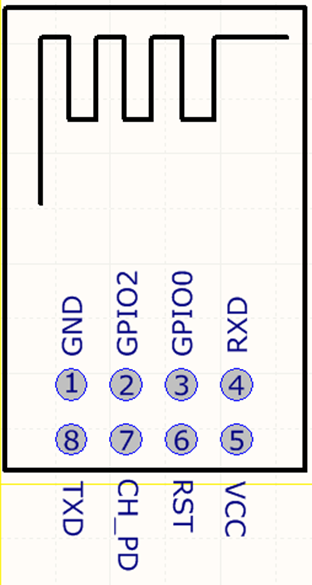 GND GPIO2 GPIO0 RXD
1 2 3 4
8 7 6 5
TXD CH_PD RST VCC